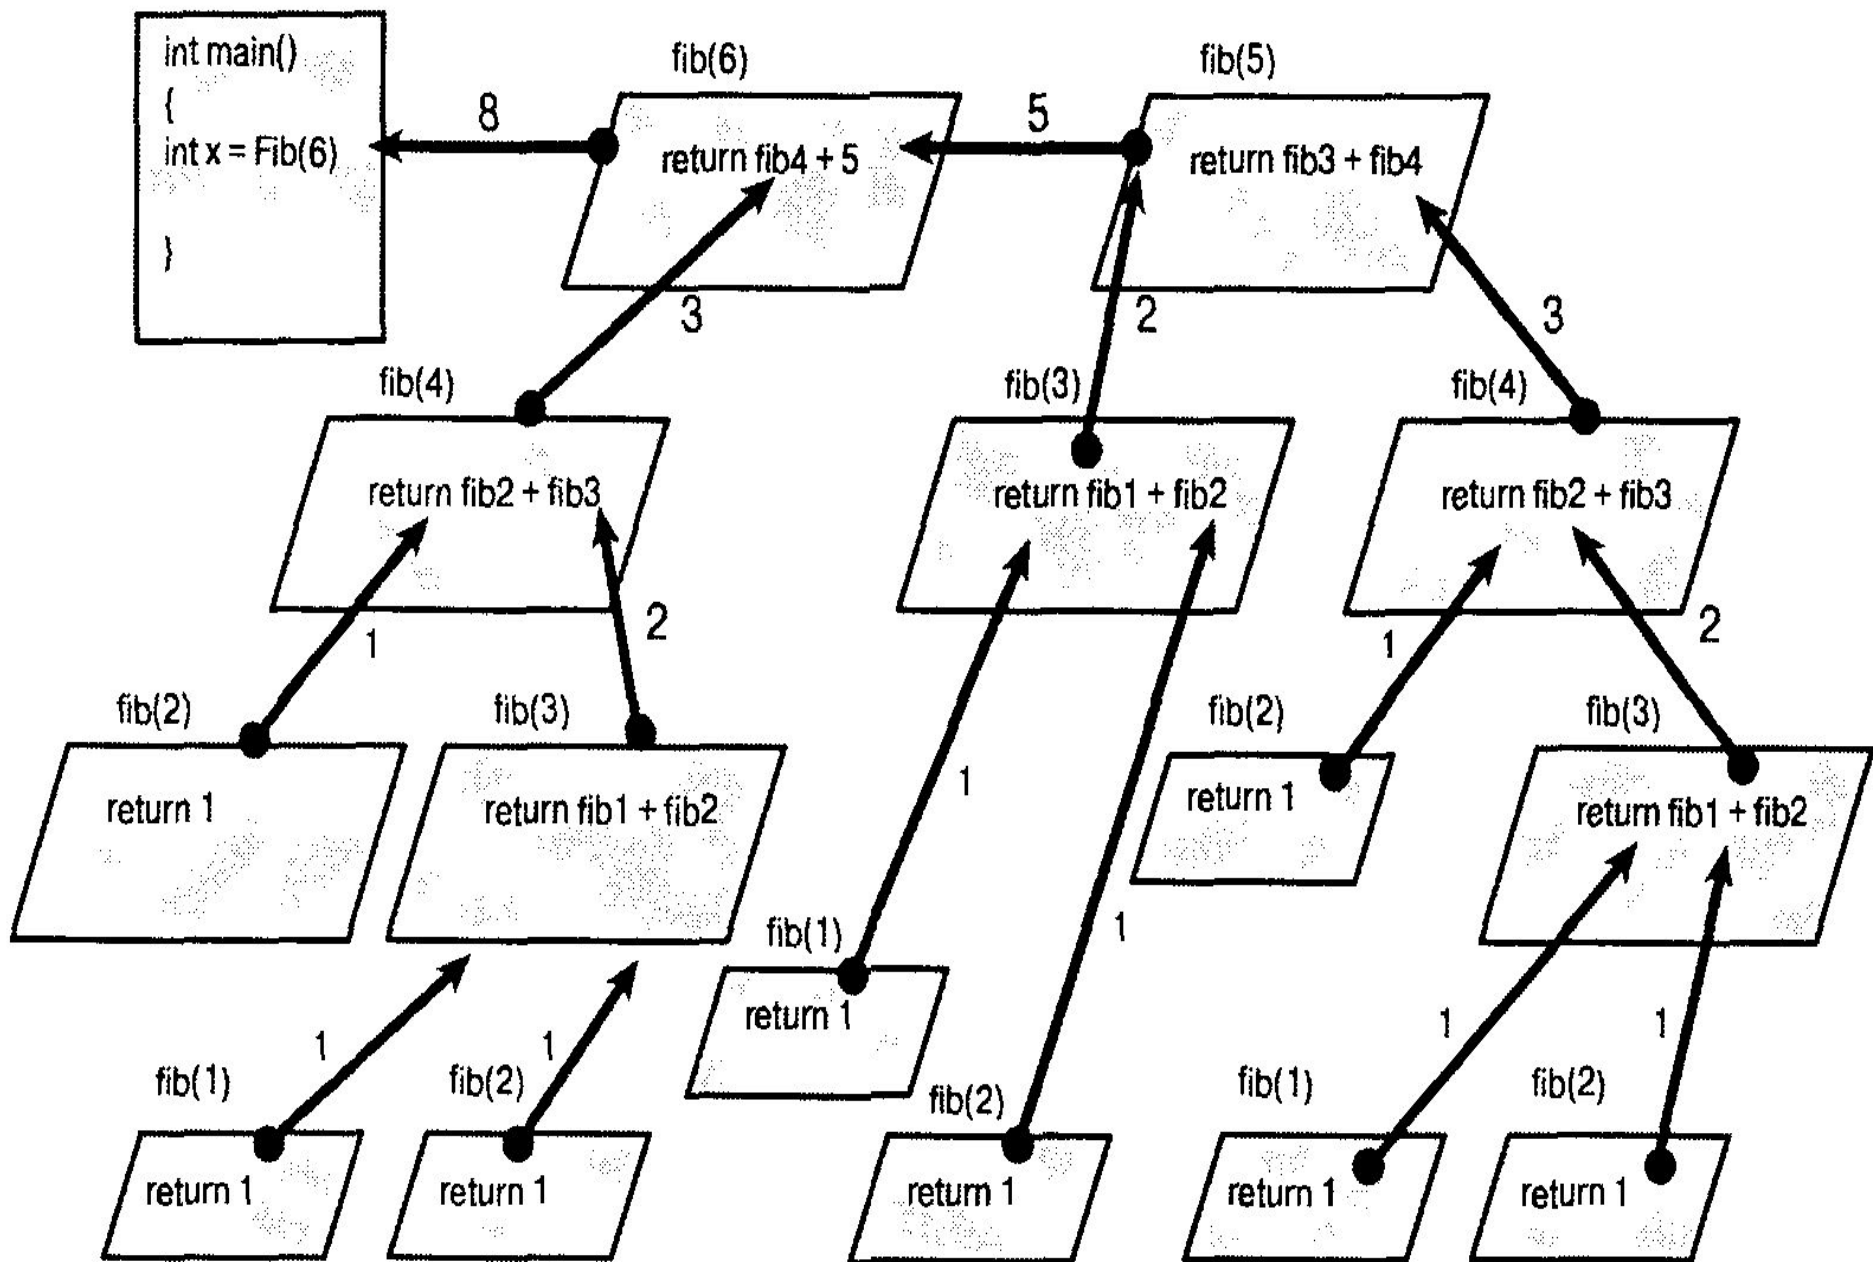 int main()
{
int x = Fib(6)
}
fib(6)
fib(5)
8
return fib4 + 5
5
return fib3 + fib4
3
2
3
fib(4)
fib(3)
fib(4)
return fib2 + fib3
return fib1 + fib2
return fib2 + fib3
1
2
1
2
fib(2)
fib(3)
fib(2)
fib(3)
return 1
return fib1 + fib2
1
return 1
return fib1 + fib2
fib(1)
1
return 1
1
1
1
1
fib(1)
fib(2)
fib(2)
fib(1)
fib(2)
return 1
return 1
return 1
return 1
return 1